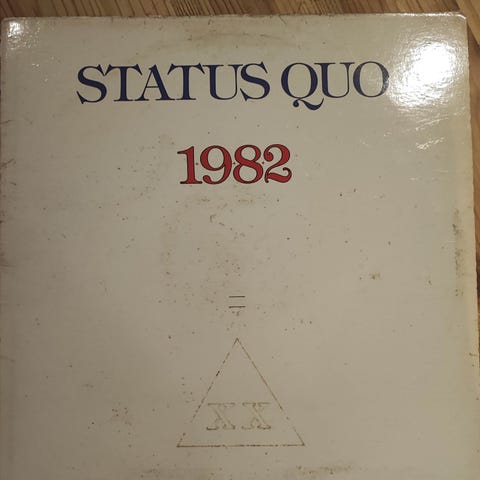 STATUS QUO
1982
=
XX